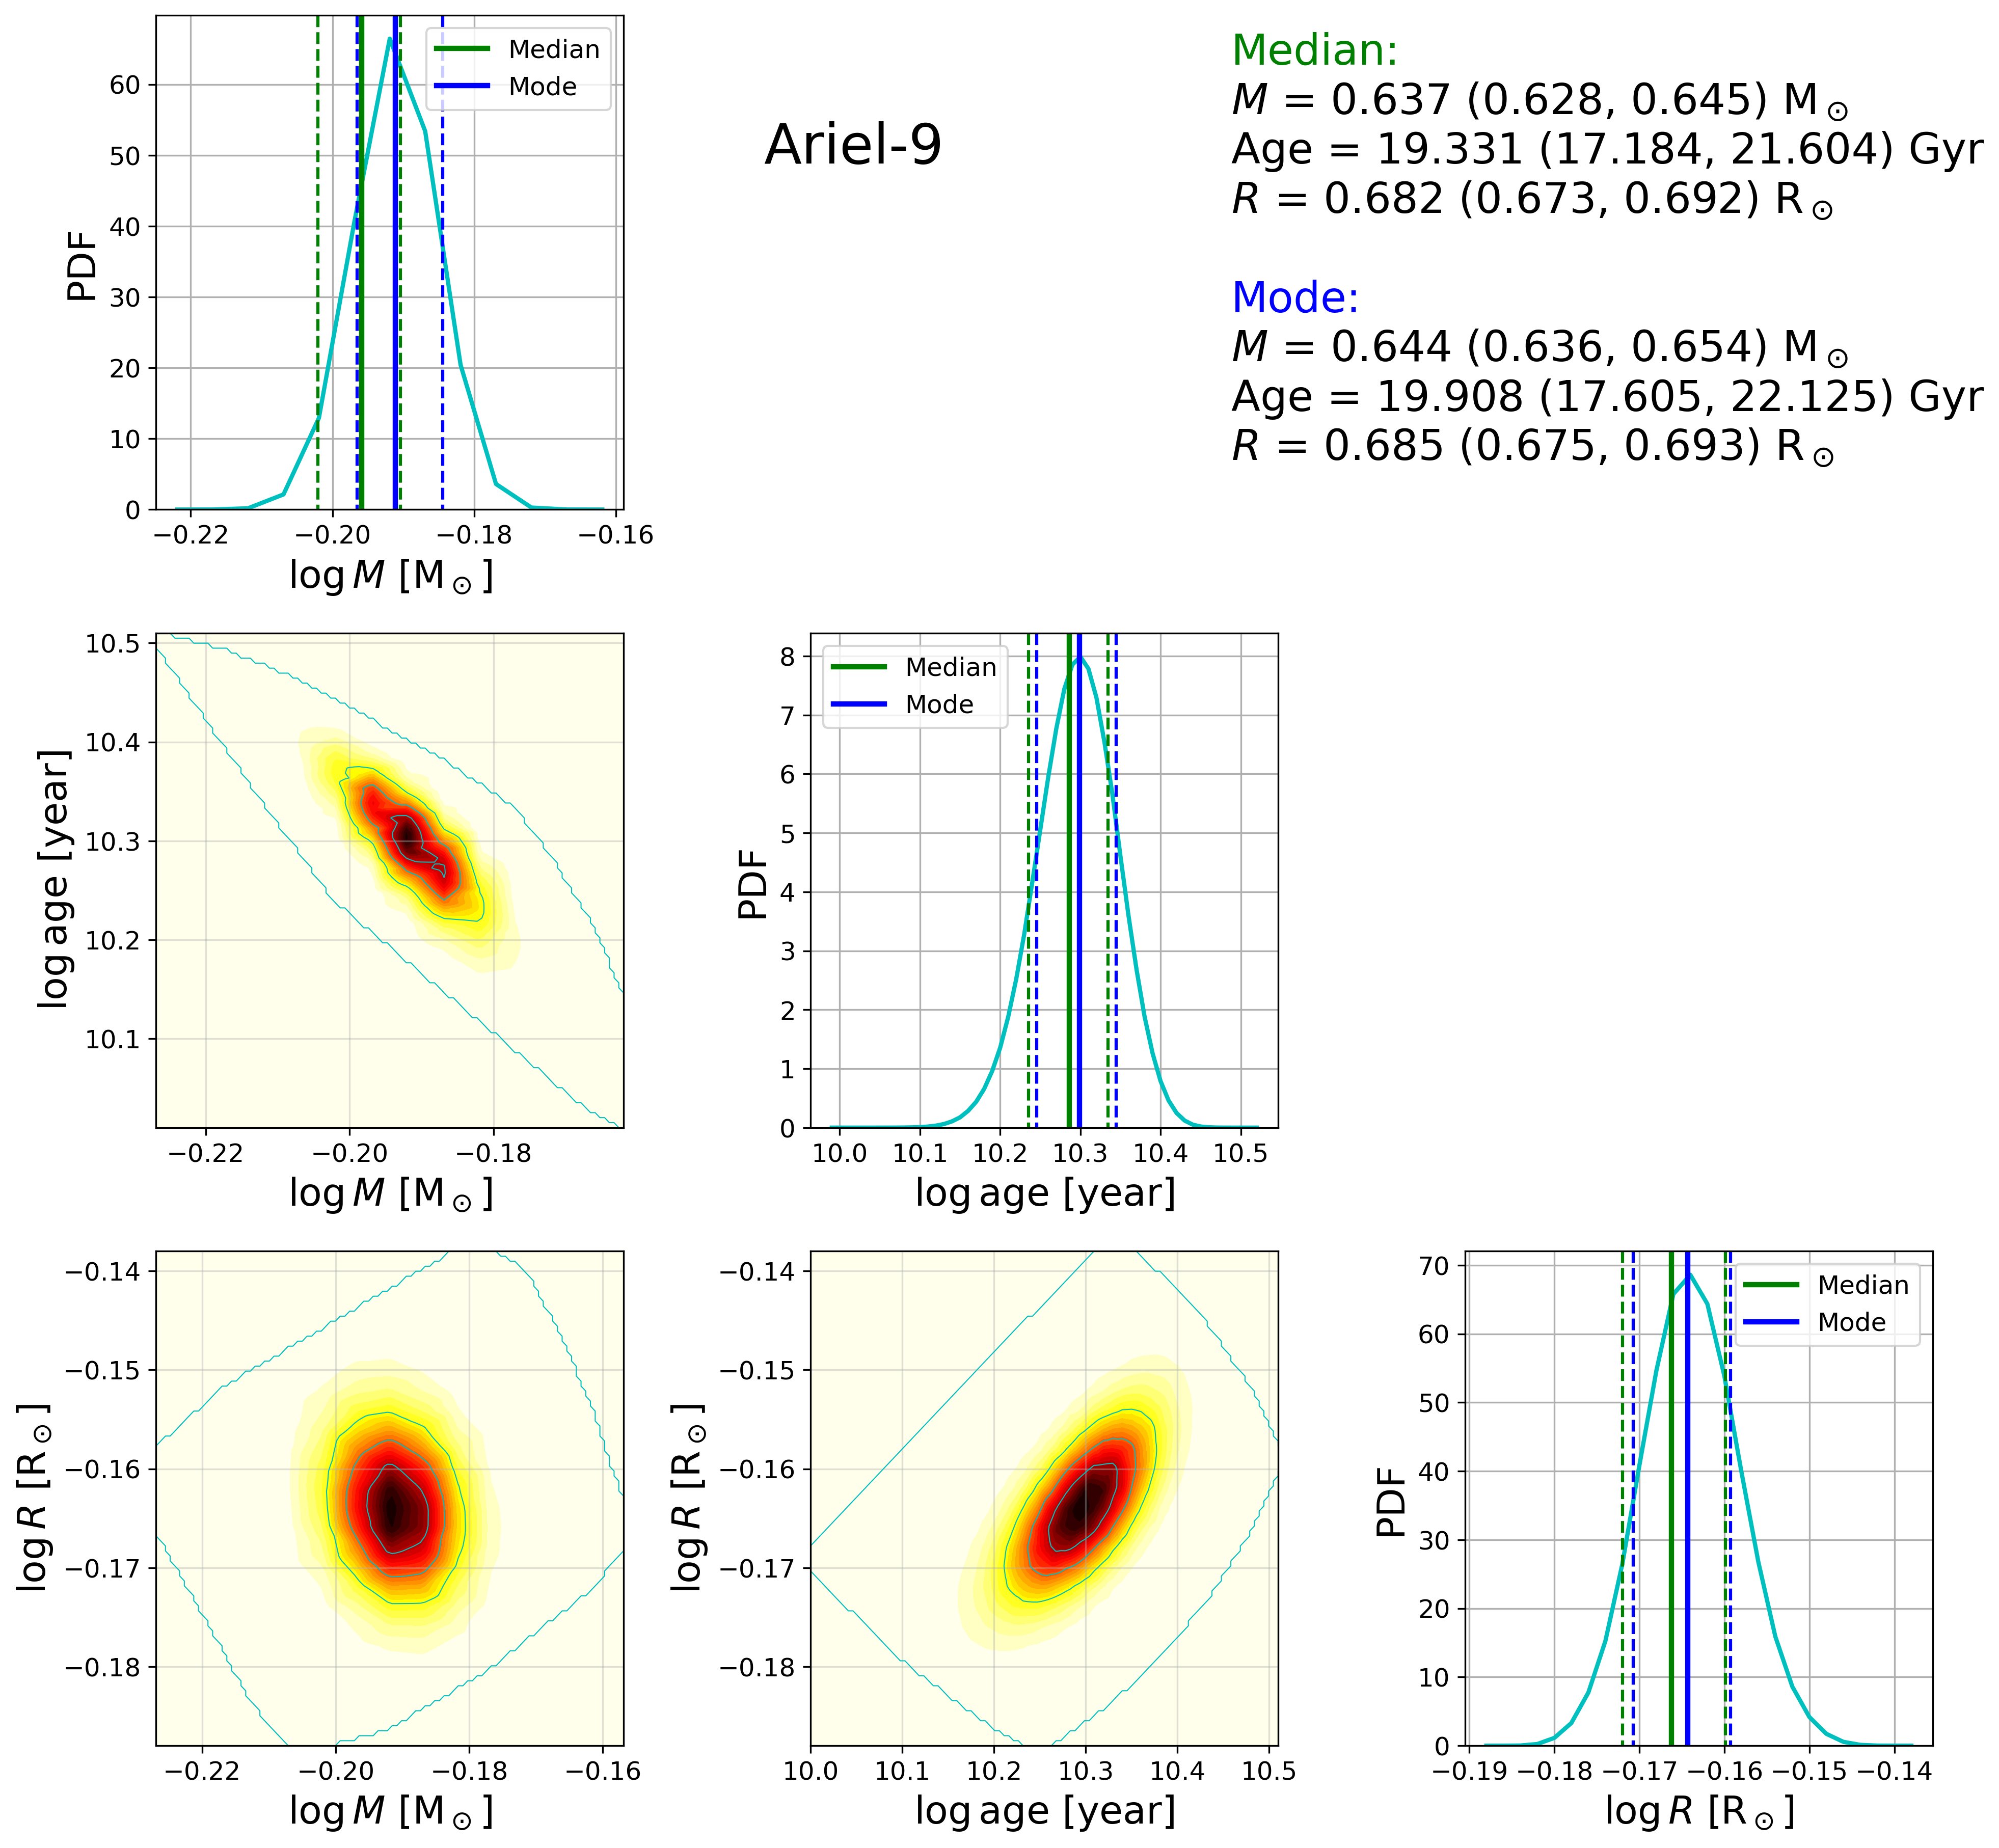 Median
Mode
PDF
60
50
40
30
20
10
0
−0.22 −0.20 −0.18 −0.16
log M [M⊙]
Ariel-9
Median:
M = 0.637 (0.628, 0.645) M⊙
Age = 19.331 (17.184, 21.604) Gyr
R = 0.682 (0.673, 0.692) R⊙
Mode:
M = 0.644 (0.636, 0.654) M⊙
Age = 19.908 (17.605, 22.125) Gyr
R = 0.685 (0.675, 0.693) R⊙
log age [year]
10.5
10.4
10.3
10.2
10.1
−0.22 −0.20 −0.18
log M [M⊙]
Median
Mode
PDF
8
7
6
5
4
3
2
1
0
10.0 10.1 10.2 10.3 10.4 10.5
log age [year]
log R [R⊙]
−0.14
−0.15
−0.16
−0.17
−0.18
−0.22 −0.20 −0.18 −0.16
log M [M⊙]
log R [R⊙]
−0.14
−0.15
−0.16
−0.17
−0.18
10.0 10.1 10.2 10.3 10.4 10.5
log age [year]
Median
Mode
PDF
70
60
50
40
30
20
10
0
−0.19 −0.18 −0.17 −0.16 −0.15 −0.14
log R [R⊙]